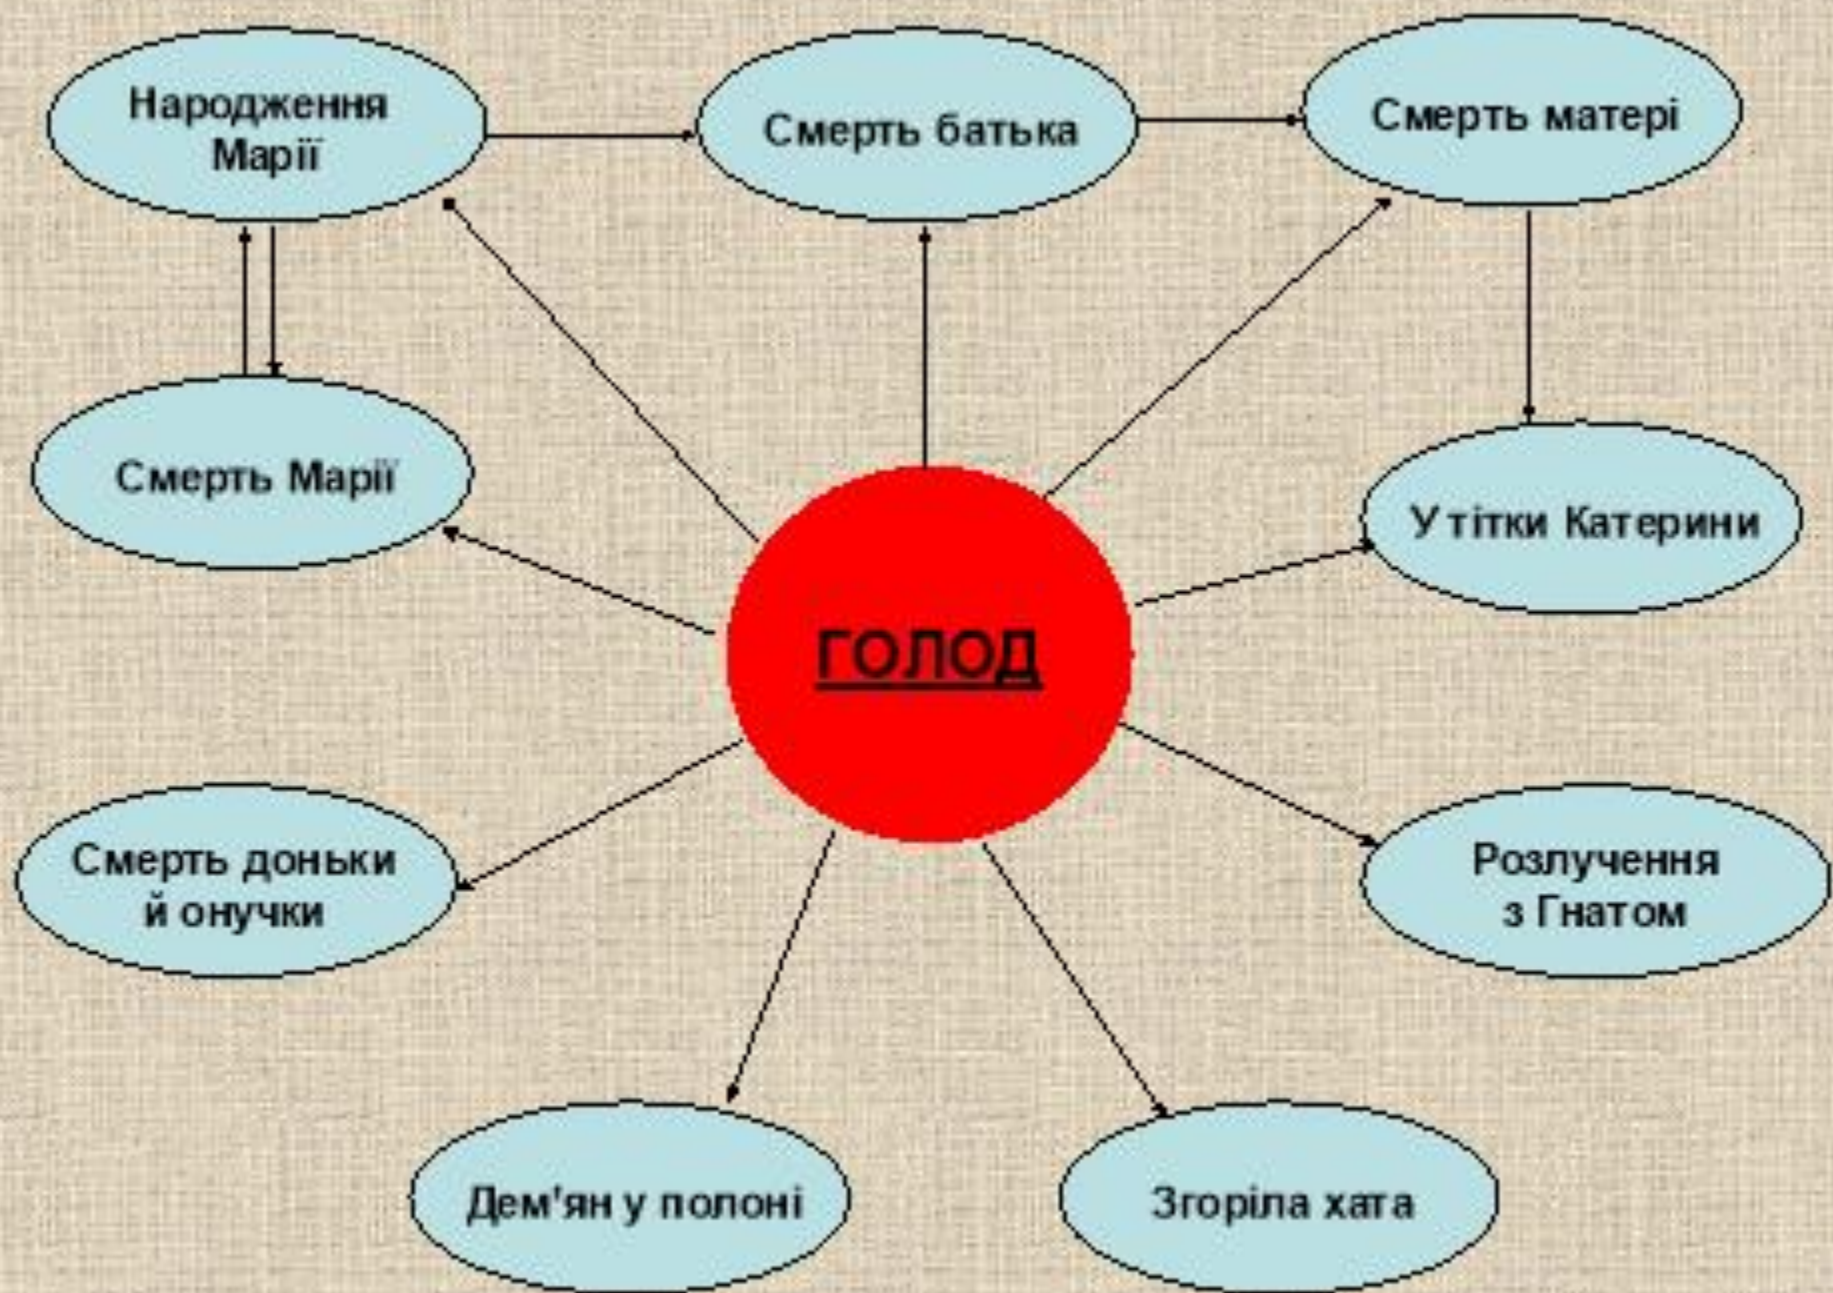 Народження
Марії
Смерть батька
Смерть матері
Смерть Марії
У тітки Катерини
ГОЛОД
Смерть доньки
й онучки
Розлучення
з Гнатом
Дем'ян у полоні
Згоріла хата